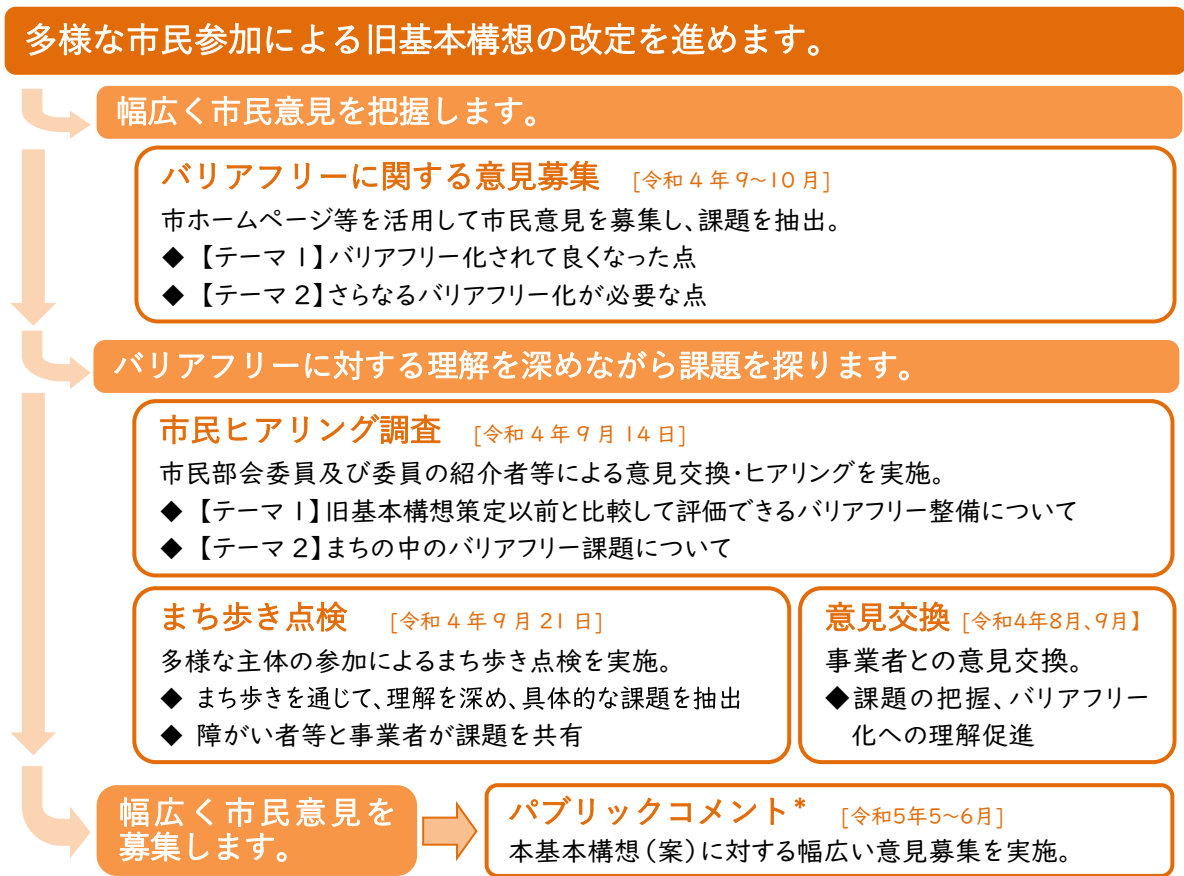 多様な市民参加による旧基本構想の改定を進めます。
幅広く市民意見を把握します。
バリアフリーに関する意見募集 [令和4年9~10月]
市ホームページ等を活用して市民意見を募集し、課題を抽出。
◆ 【テーマ1】バリアフリー化されて良くなった点
◆ 【テーマ2】さらなるバリアフリー化が必要な点
バリアフリーに対する理解を深めながら課題を探ります。
市民ヒアリング調査 [令和4年9月14日]
市民部会委員及び委員の紹介者等による意見交換・ヒアリングを実施。
◆ 【テーマ1】旧基本構想策定以前と比較して評価できるバリアフリー整備について
◆ 【テーマ2】まちの中のバリアフリー課題について
まち歩き点検 [令和4年9月21日]
多様な主体の参加によるまち歩き点検を実施。
◆ まち歩きを通じて、理解を深め、具体的な課題を抽出
◆ 障がい者等と事業者が課題を共有
意見交換 [令和4年8月、9月】
事業者との意見交換。
◆課題の把握、バリアフリー
化への理解促進
幅広く市民意見を
募集します。
パブリックコメント* [令和5年5~6月]
本基本構想(案)に対する幅広い意見募集を実施。